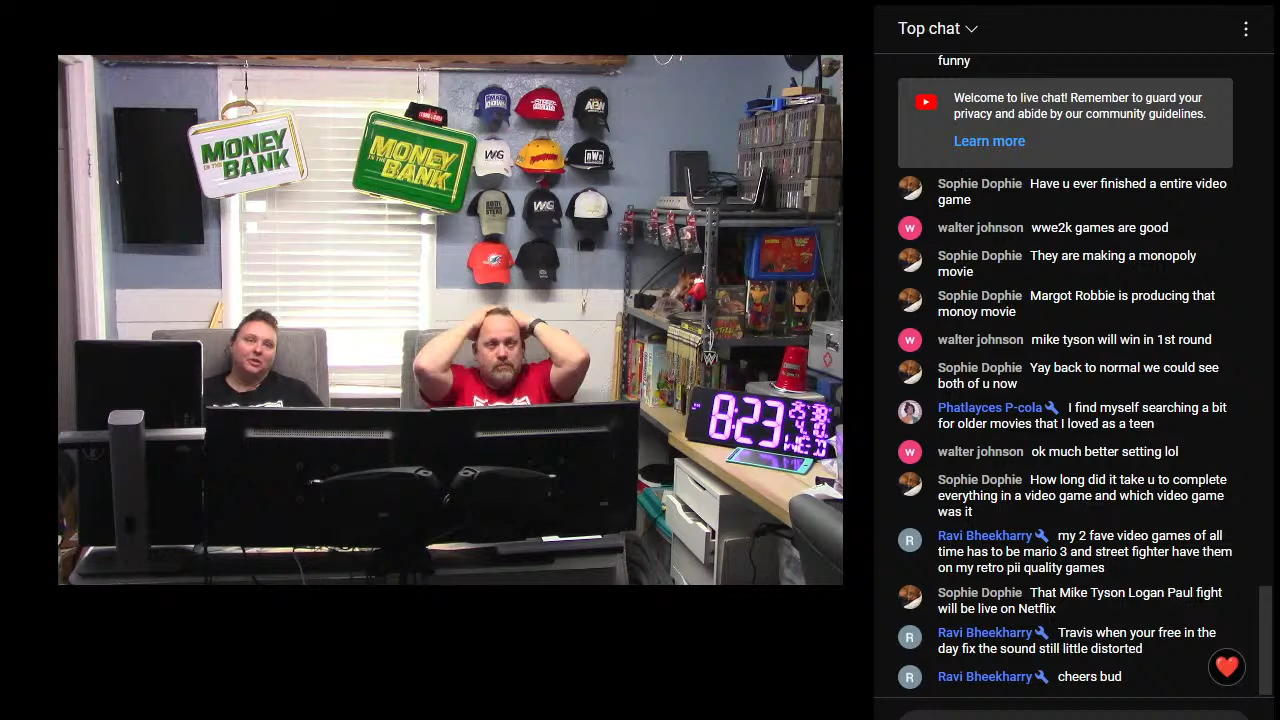 MONEY
IN THE
BANK
MONEY
IN THE
BANK
W/G
nWo
W/G
8:23
Top chat
funny
Welcome to live chat! Remember to guard your
privacy and abide by our community guidelines.
Learn more
Sophie Dophie Have u ever finished a entire video
game
W
walter johnson wwe2k games are good
Sophie Dophie They are making a monopoly
movie
Sophie Dophie Margot Robbie is producing that
monoy movie
W
walter johnson mike tyson will win in 1st round
Sophie Dophie Yay back to normal we could see
both of u now
Phatlayces P-cola I find myself searching a bit
for older movies that I loved as a teen
W
walter johnson ok much better setting lol
Sophie Dophie How long did it take u to complete
everything in a video game and which video game
was it
R
Ravi Bheekharry my 2 fave video games of all
time has to be mario 3 and street fighter have them
on my retro pii quality games
Sophie Dophie That Mike Tyson Logan Paul fight
will be live on Netflix
R
Ravi Bheekharry Travis when your free in the
day fix the sound still little distorted
R
Ravi Bheekharry cheers bud